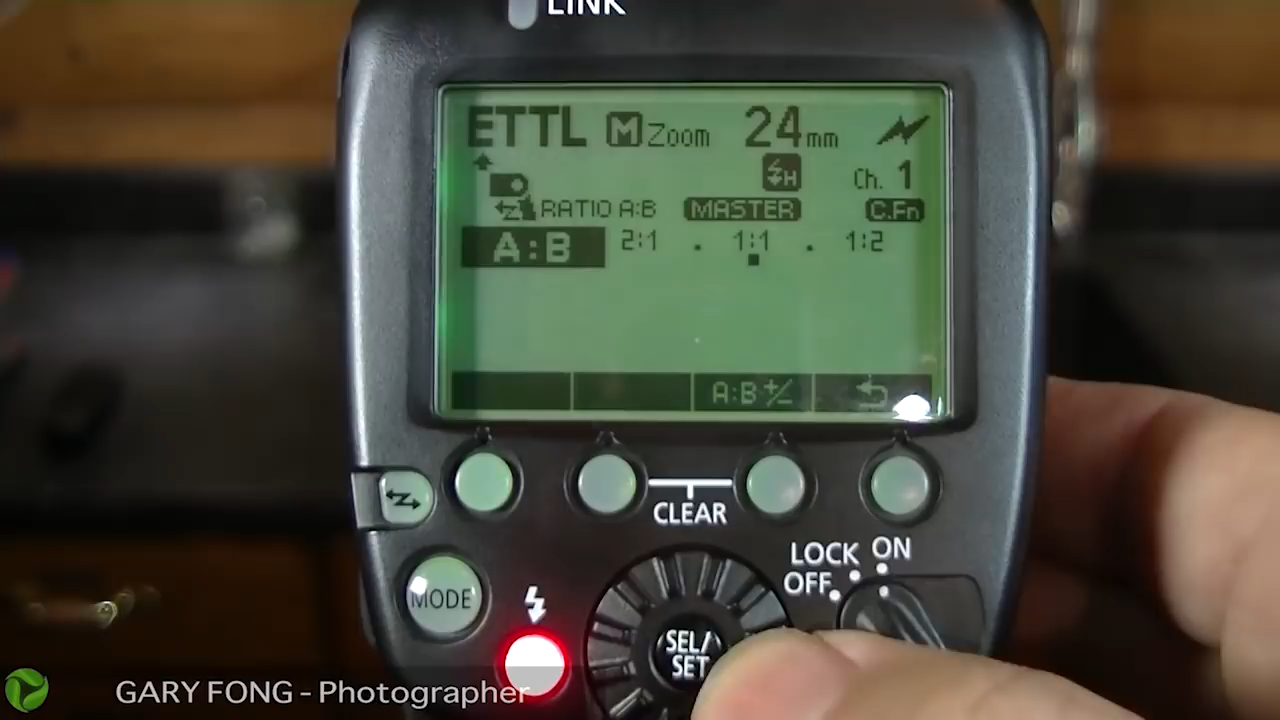 LINK
ETTL M Zoom 24mm
H Ch. 1
RATIO A:B MASTER C.Fn
A:B 2:1 · 1:1 · 1:2
A:B +/-
CLEAR
LOCK ON
OFF
MODE
SEL/
SET
GARY FONG - Photographer